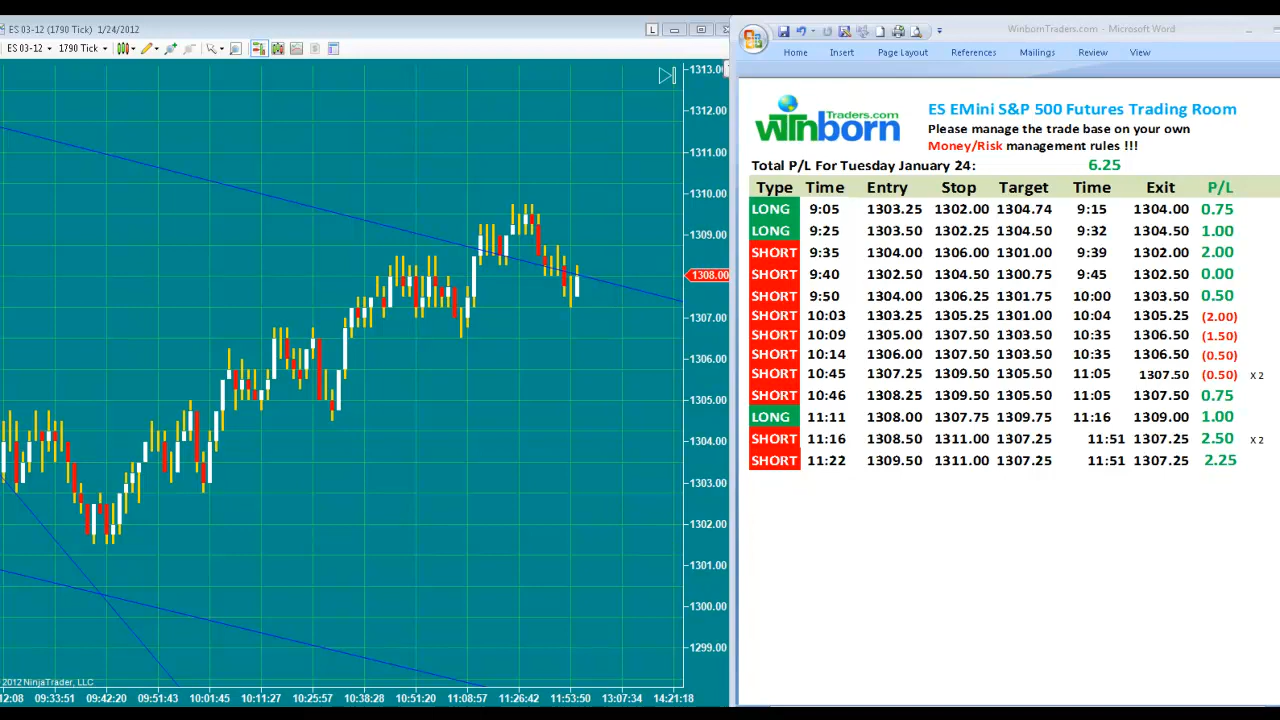 ES 03-12 (1790 Tick) 1/24/2012
ES 03-12 1790 Tick
L
1313.00
1312.00
1311.00
1310.00
1309.00
1308.00
1307.00
1306.00
1305.00
1304.00
1303.00
1302.00
1301.00
1300.00
1299.00
2012 NinjaTrader, LLC
12:08 09:33:51 09:42:20 09:51:43 10:01:45 10:11:27 10:25:57 10:38:28 10:51:20 11:08:57 11:26:42 11:53:50 13:07:34 14:21:18
WinbornTraders.com - Microsoft Word
Home Insert Page Layout References Mailings Review View
winborn
Traders.com
ES EMini S&P 500 Futures Trading Room
Please manage the trade base on your own
Money/Risk management rules !!!
Total P/L For Tuesday January 24: 6.25
Type Time Entry Stop Target Time Exit P/L
LONG 9:05 1303.25 1302.00 1304.74 9:15 1304.00 0.75
LONG 9:25 1303.50 1302.25 1304.50 9:32 1304.50 1.00
SHORT 9:35 1304.00 1306.00 1301.00 9:39 1302.00 2.00
SHORT 9:40 1302.50 1304.50 1300.75 9:45 1302.50 0.00
SHORT 9:50 1304.00 1306.25 1301.75 10:00 1303.50 0.50
SHORT 10:03 1303.25 1305.25 1301.00 10:04 1305.25 (2.00)
SHORT 10:09 1305.00 1307.50 1303.50 10:35 1306.50 (1.50)
SHORT 10:14 1306.00 1307.50 1303.50 10:35 1306.50 (0.50)
SHORT 10:45 1307.25 1309.50 1305.50 11:05 1307.50 (0.50) X 2
SHORT 10:46 1308.25 1309.50 1305.50 11:05 1307.50 0.75
LONG 11:11 1308.00 1307.75 1309.75 11:16 1309.00 1.00
SHORT 11:16 1308.50 1311.00 1307.25 11:51 1307.25 2.50 X 2
SHORT 11:22 1309.50 1311.00 1307.25 11:51 1307.25 2.25